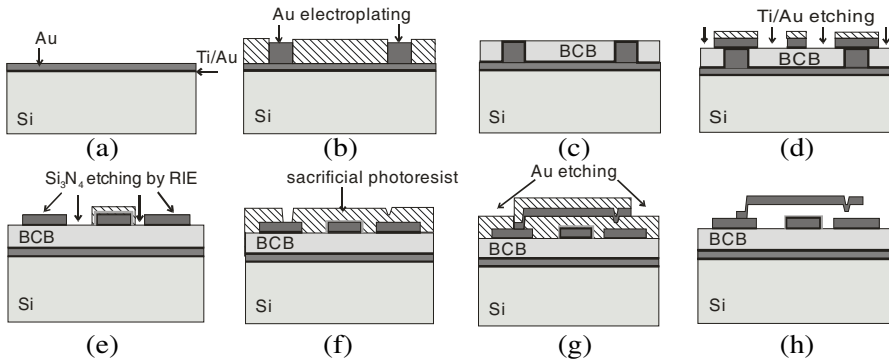 Au
Ti/Au
Si
(a)
Au electroplating
Si
(b)
BCB
Si
(c)
Ti/Au etching
BCB
Si
(d)
Si₃N₄ etching by RIE
BCB
Si
(e)
sacrificial photoresist
BCB
Si
(f)
Au etching
BCB
Si
(g)
BCB
Si
(h)